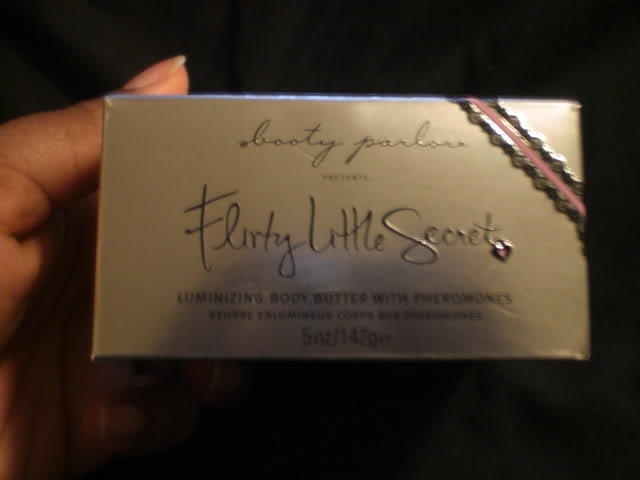 booty parlor
PRESENTS
Flirty Little Secret
LUMINIZING BODY BUTTER WITH PHEROMONES
BEURRE ENLUMINEUR CORPS AUX PHEROMONES
5oz/142g℮